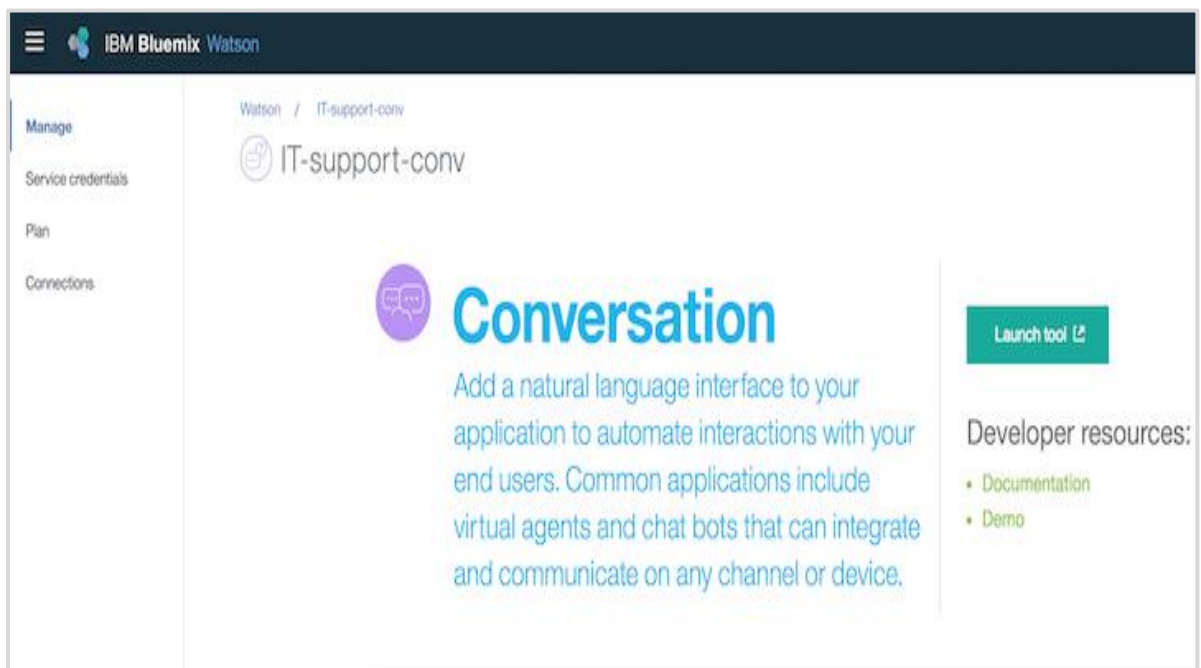 IBM Bluemix Watson
Manage
Service credentials
Plan
Connections
Watson / IT-support-conv
IT-support-conv
Conversation
Add a natural language interface to your
application to automate interactions with your
end users. Common applications include
virtual agents and chat bots that can integrate
and communicate on any channel or device.
Launch tool
Developer resources:
• Documentation
• Demo